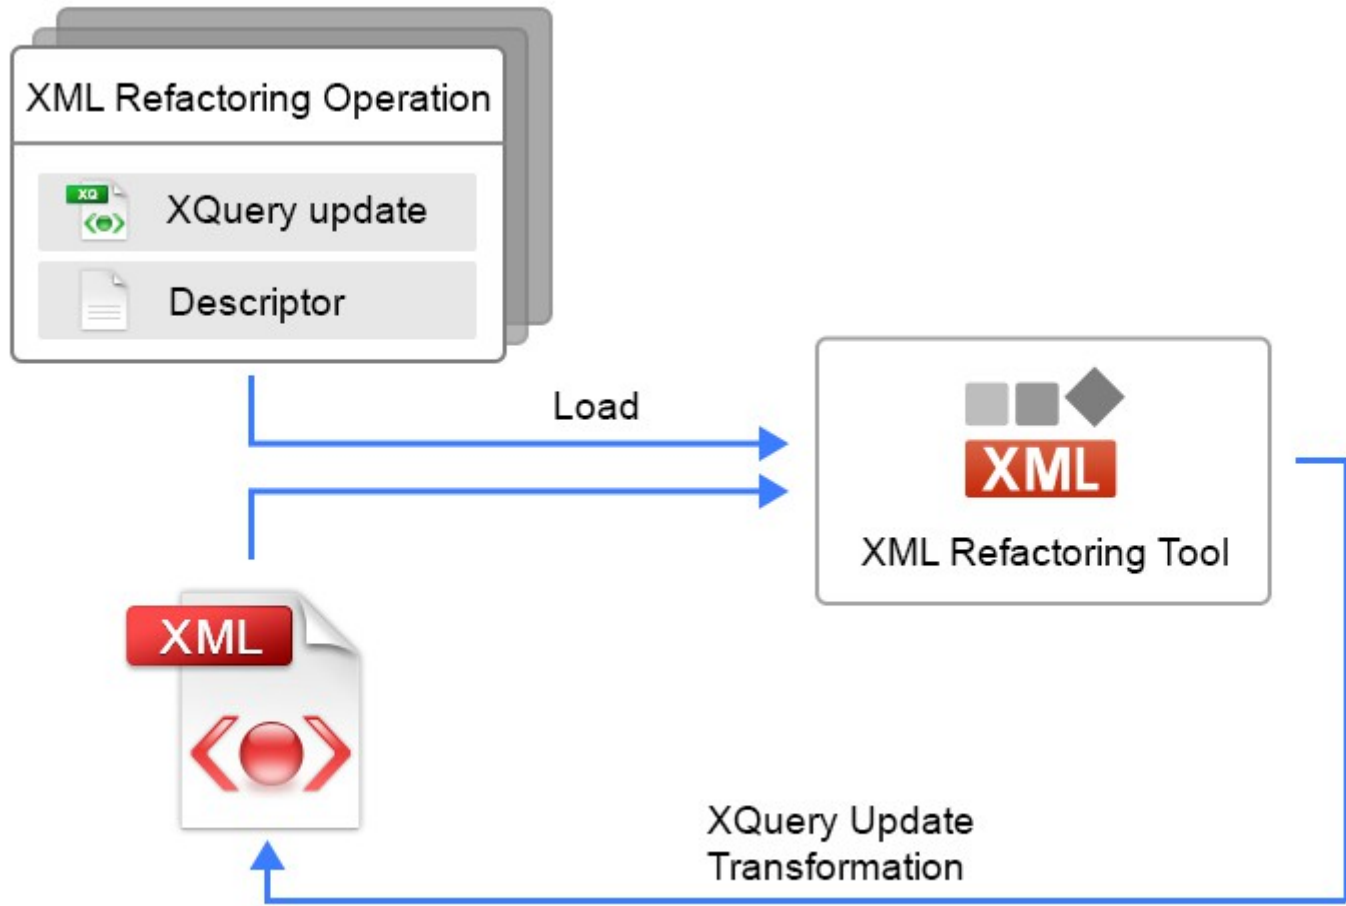 XML Refactoring Operation
XQ
XQuery update
Descriptor
Load
XML
XML Refactoring Tool
XML
XQuery Update
Transformation